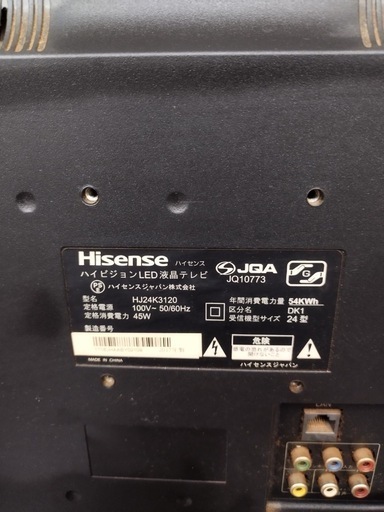 Hisense ハイセンス
ハイビジョンLED液晶テレビ
PS E ハイセンスジャパン株式会社
JQA
JQ10773
S
型名 HJ24K3120
定格電圧 100V~ 50/60Hz
定格消費電力 45W
製造番号
年間消費電力量 54KWh
区分名 DK1
受信機型サイズ 24 型
MADE IN CHINA
危険
ハイセンスジャパン
LAN